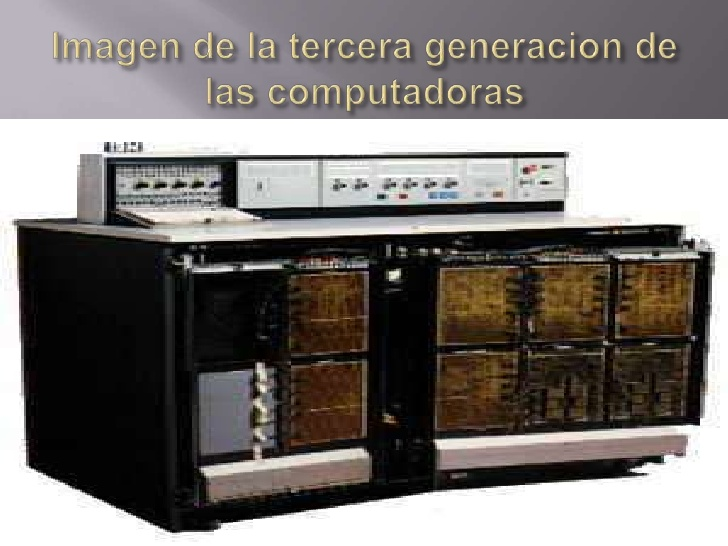 Imagen de la tercera generacion de
las computadoras